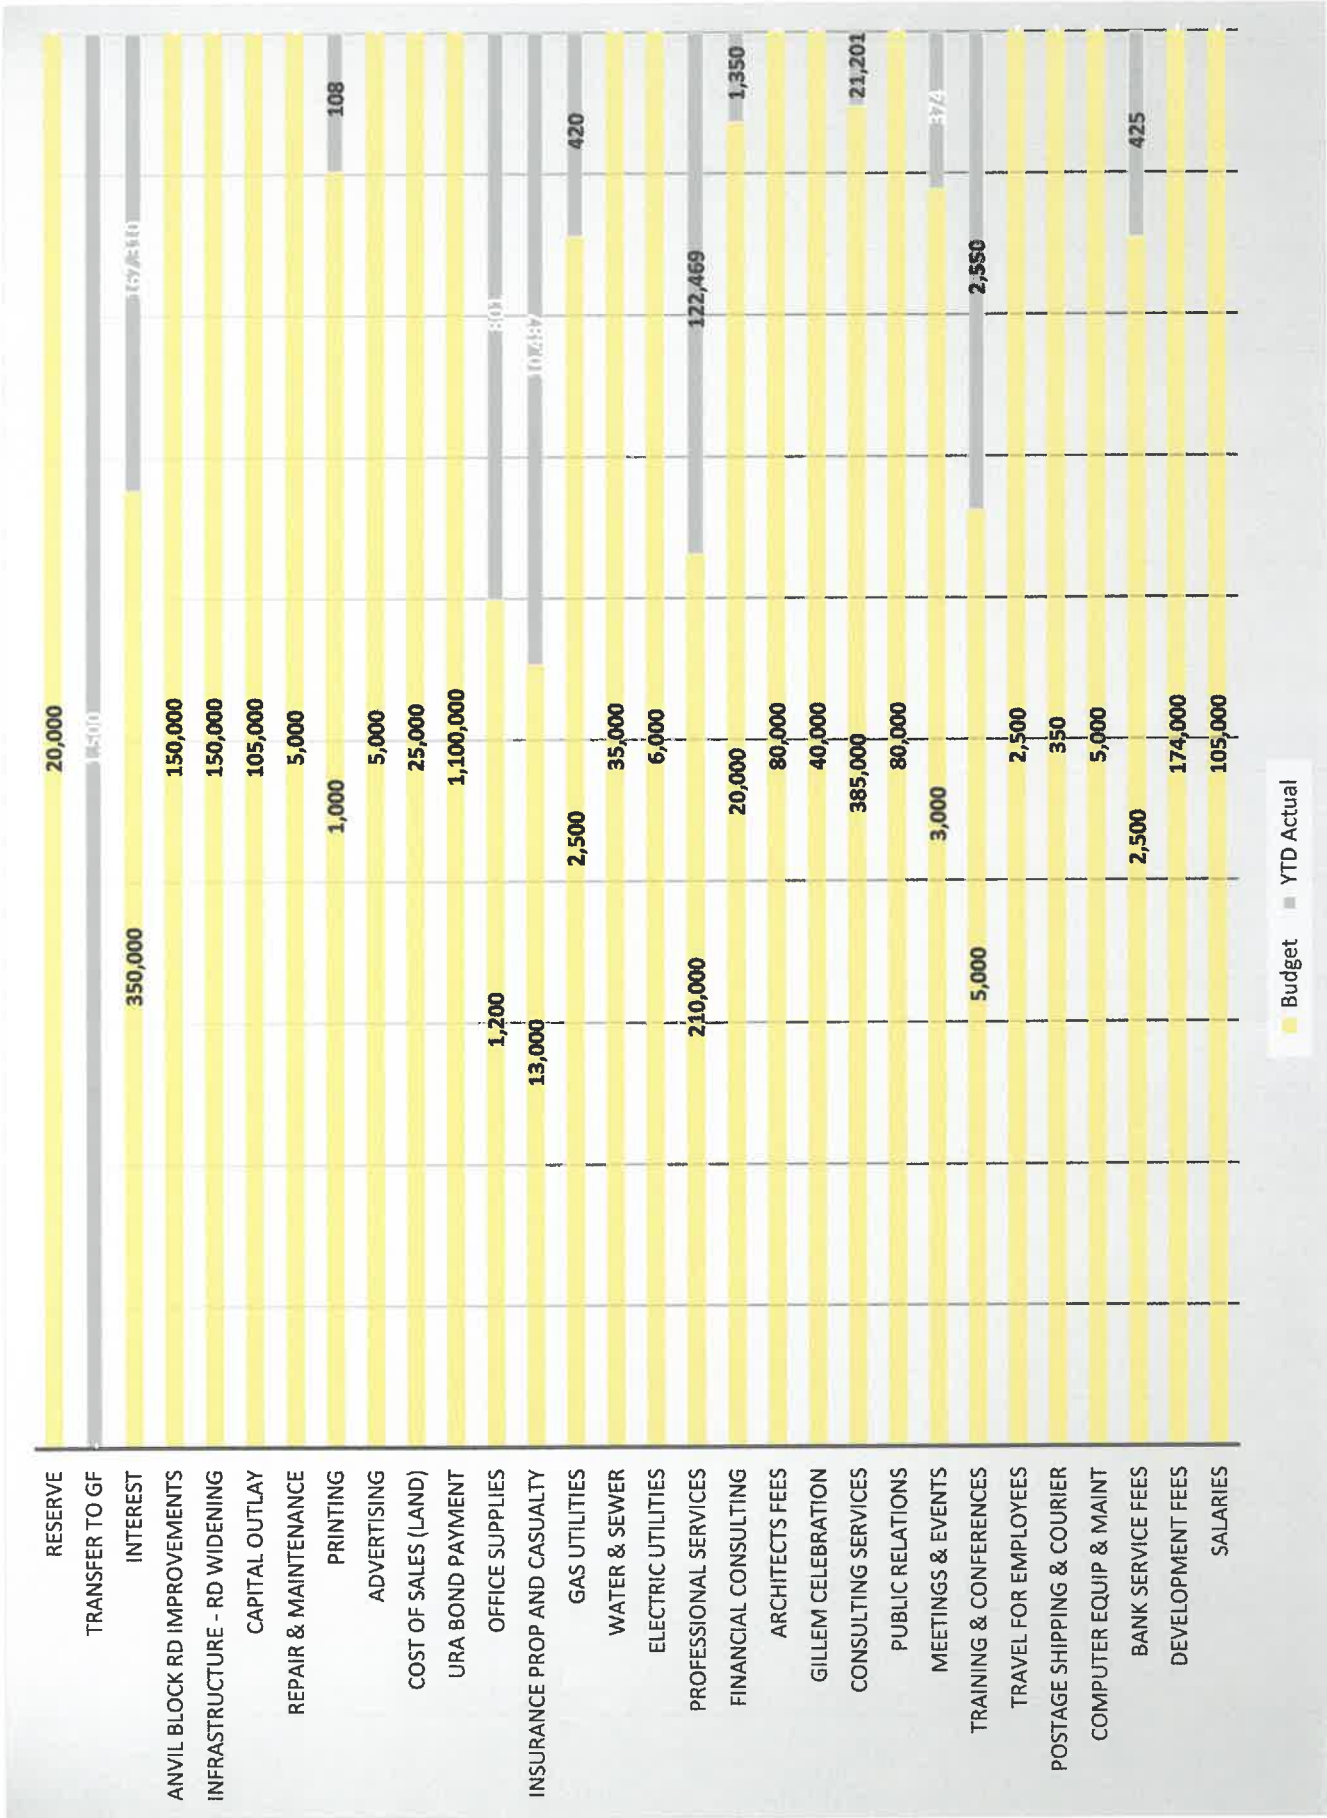 RESERVE 20,000
TRANSFER TO GF
INTEREST 350,000
ANVIL BLOCK RD IMPROVEMENTS 150,000
INFRASTRUCTURE - RD WIDENING 150,000
CAPITAL OUTLAY 105,000
REPAIR & MAINTENANCE 5,000
PRINTING 1,000 108
ADVERTISING 5,000
COST OF SALES (LAND) 25,000
URA BOND PAYMENT 1,100,000
OFFICE SUPPLIES 1,200 801
INSURANCE PROP AND CASUALTY 13,000 10,487
GAS UTILITIES 2,500 420
WATER & SEWER 35,000
ELECTRIC UTILITIES 6,000
PROFESSIONAL SERVICES 210,000 122,469
FINANCIAL CONSULTING 20,000 1,350
ARCHITECTS FEES 80,000
GILLEM CELEBRATION 40,000
CONSULTING SERVICES 385,000 21,201
PUBLIC RELATIONS 80,000
MEETINGS & EVENTS 3,000 374
TRAINING & CONFERENCES 5,000 2,550
TRAVEL FOR EMPLOYEES 2,500
POSTAGE SHIPPING & COURIER 350
COMPUTER EQUIP & MAINT 5,000
BANK SERVICE FEES 2,500 425
DEVELOPMENT FEES 174,000
SALARIES 105,000
Budget YTD Actual